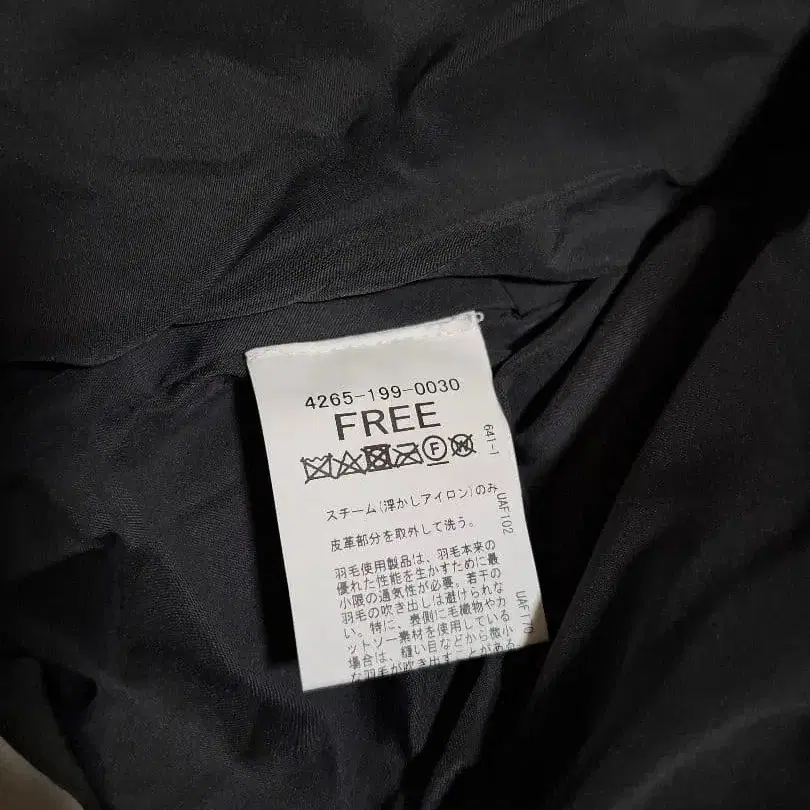 4265-199-0030
FREE
641-1
F
W
スチーム(浮かしアイロン)のみ
UAF102
皮革部分を取外して洗う。
羽毛使用製品は、羽毛本来の
優れた性能を生かすために最
小限の通気性が必要。若干の
羽毛の吹き出しは避けられな
い。特に、表側に毛織物やカ
ットソー素材を使用している
場合は、縫い目などから微小
な羽毛が吹き出すことがある
UAF170